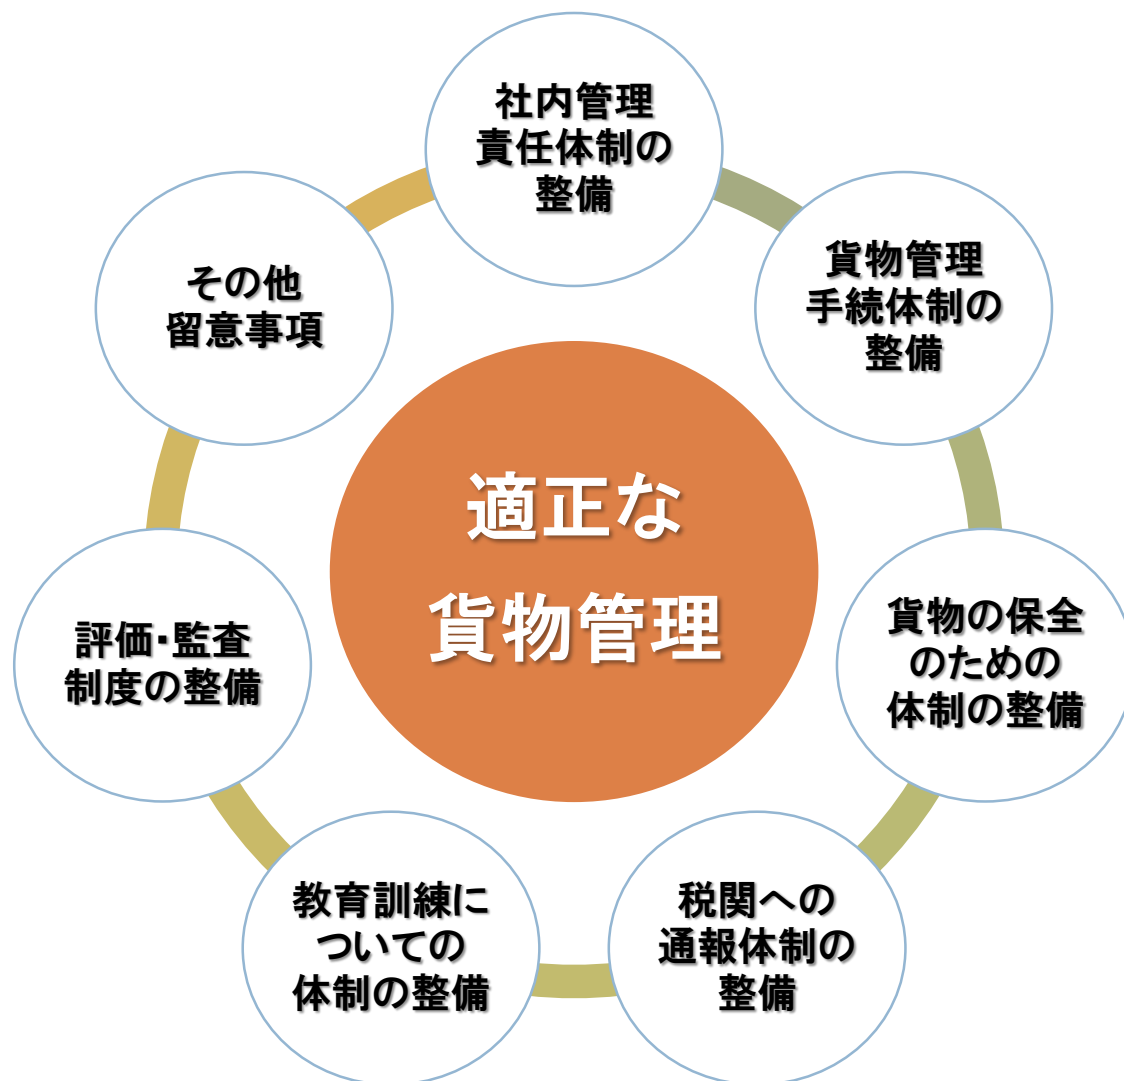 社内管理
責任体制の
整備
貨物管理
手続体制の
整備
貨物の保全
のための
体制の整備
税関への
通報体制の
整備
教育訓練に
ついての
体制の整備
評価・監査
制度の整備
その他
留意事項
適正な
貨物管理